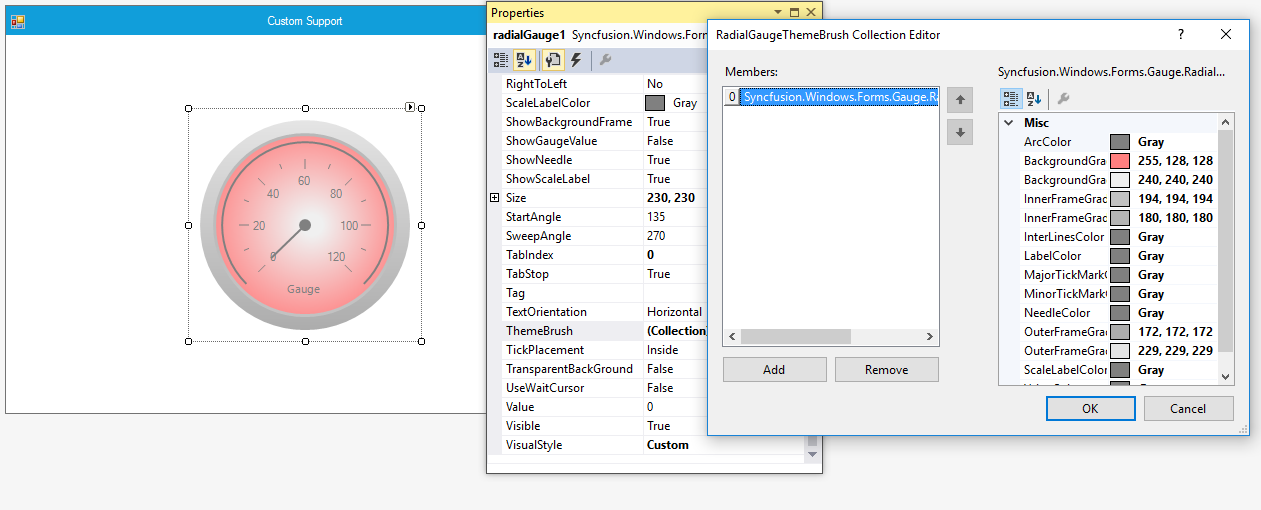 Custom Support
60
40
80
20
100
0
120
Gauge
Properties
radialGauge1 Syncfusion.Windows.Form
RightToLeft No
ScaleLabelColor Gray
ShowBackgroundFrame True
ShowGaugeValue False
ShowNeedle True
ShowScaleLabel True
Size 230, 230
StartAngle 135
SweepAngle 270
TabIndex 0
TabStop True
Tag
TextOrientation Horizontal
ThemeBrush (Collection)
TickPlacement Inside
TransparentBackGround False
UseWaitCursor False
Value 0
Visible True
VisualStyle Custom
RadialGaugeThemeBrush Collection Editor
Members:
0 Syncfusion.Windows.Forms.Gauge.Ra
Add
Remove
Syncfusion.Windows.Forms.Gauge.Radial...
Misc
ArcColor Gray
BackgroundGra 255, 128, 128
BackgroundGra 240, 240, 240
InnerFrameGrad 194, 194, 194
InnerFrameGrad 180, 180, 180
InterLinesColor Gray
LabelColor Gray
MajorTickMarkC Gray
MinorTickMarkC Gray
NeedleColor Gray
OuterFrameGra 172, 172, 172
OuterFrameGra 229, 229, 229
ScaleLabelColor Gray
OK
Cancel